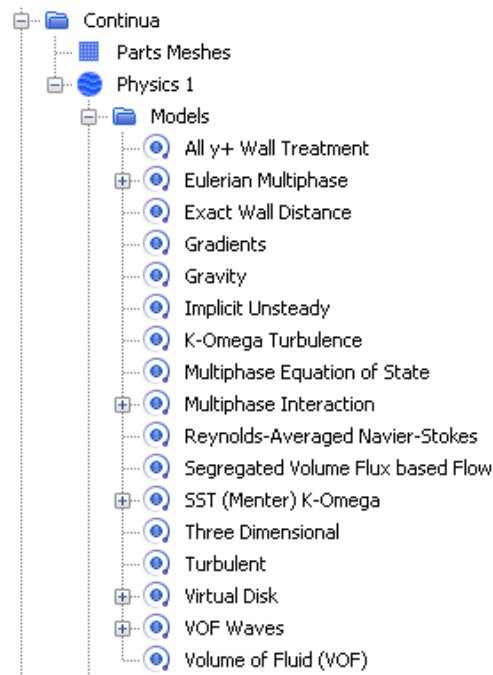 Continua
Parts Meshes
Physics 1
Models
All y+ Wall Treatment
Eulerian Multiphase
Exact Wall Distance
Gradients
Gravity
Implicit Unsteady
K-Omega Turbulence
Multiphase Equation of State
Multiphase Interaction
Reynolds-Averaged Navier-Stokes
Segregated Volume Flux based Flow
SST (Menter) K-Omega
Three Dimensional
Turbulent
Virtual Disk
VOF Waves
Volume of Fluid (VOF)